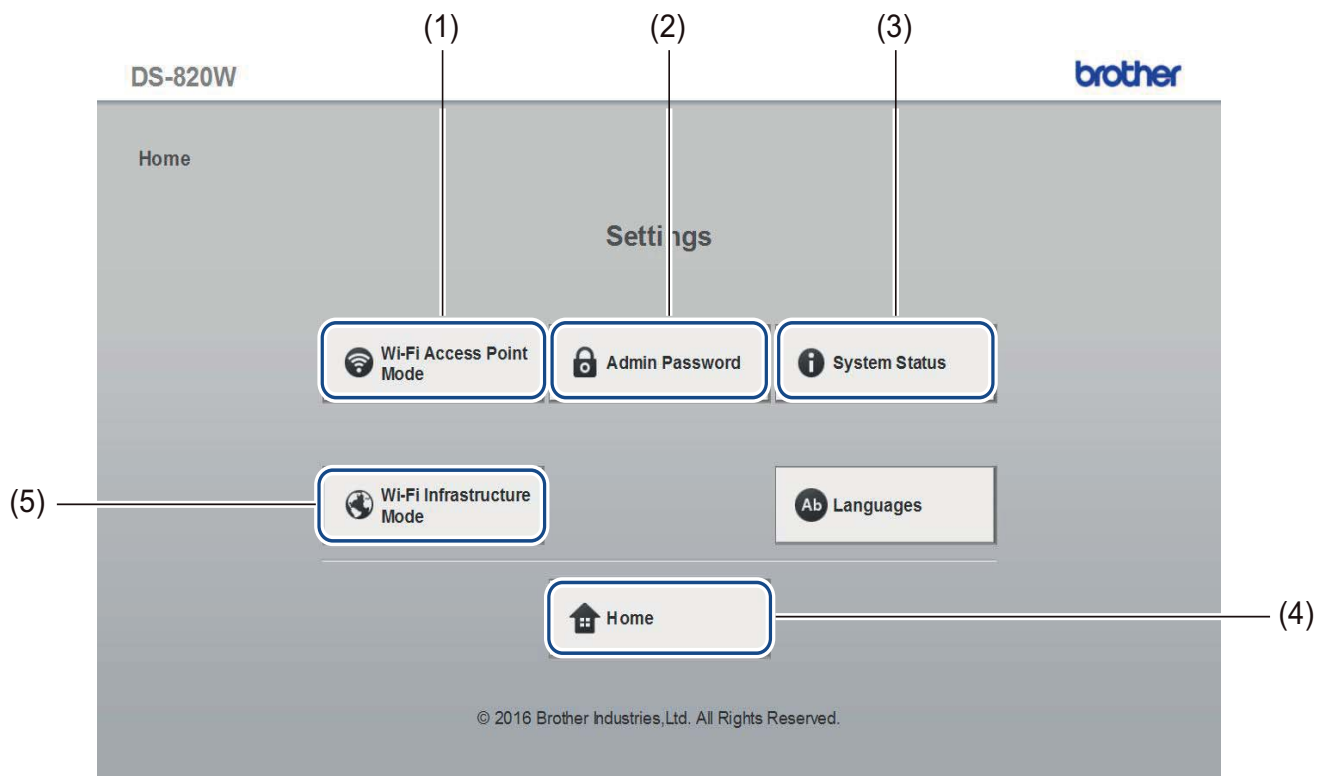 (1) (2) (3)
DS-820W brother
Home
Settings
Wi-Fi Access Point
Mode
Admin Password
System Status
(5)
Wi-Fi Infrastructure
Mode
Ab Languages
Home
(4)
© 2016 Brother Industries,Ltd. All Rights Reserved.